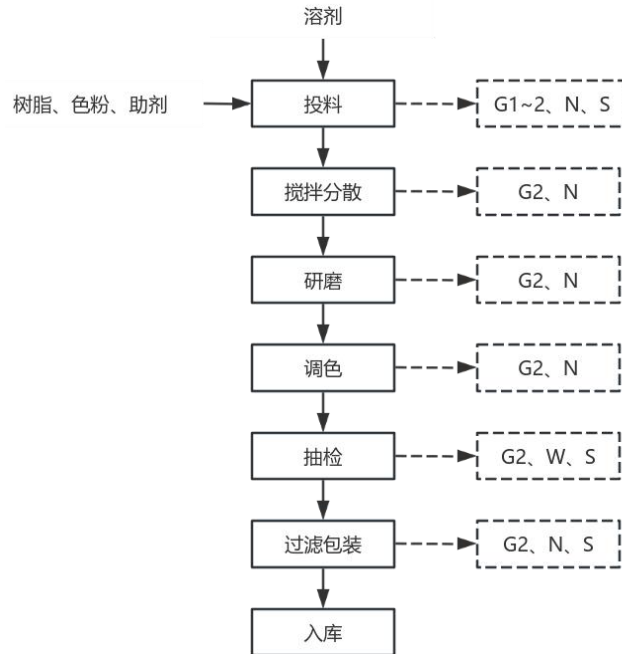 溶剂
树脂、色粉、助剂
投料
G1~2、N、S
搅拌分散
G2、N
研磨
G2、N
调色
G2、N
抽检
G2、W、S
过滤包装
G2、N、S
入库